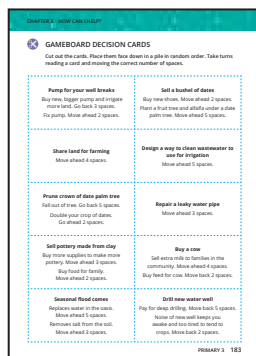 CHAPTER 3 HOW CAN I HELP?
GAMEBOARD DECISION CARDS
Cut out the cards. Place them face down in a pile in random order. Take turns
reading a card and moving the correct number of spaces.
Pump for your well breaks
Buy new, bigger pump and irrigate
more land. Go back 3 spaces.
Fix pump. Move ahead 2 spaces.
Sell a bushel of dates
Buy new shoes. Move ahead 2 spaces.
Plant a fruit tree and alfalfa under a date
palm tree. Move ahead 5 spaces.
Share land for farming
Move ahead 4 spaces.
Design a way to clean wastewater to
use for irrigation
Move ahead 5 spaces.
Prune crown of date palm tree
Fall out of tree. Go back 5 spaces.
Double your crop of dates.
Go ahead 2 spaces.
Repair a leaky water pipe
Move ahead 3 spaces.
Sell pottery made from clay
Buy more supplies to make more
pottery. Move ahead 3 spaces.
Buy food for family.
Move ahead 2 spaces.
Buy a cow
Sell extra milk to families in the
community. Move ahead 4 spaces.
Buy feed for cow. Move back 2 spaces.
Seasonal flood comes
Replaces water in the oasis.
Move ahead 5 spaces.
Removes salt from the soil.
Move ahead 3 spaces.
Drill new water well
Pay for deep drilling. Move back 5 spaces.
Noise of new well keeps you
awake and too tired to tend to
crops. Move back 2 spaces.
PRIMARY 3 183